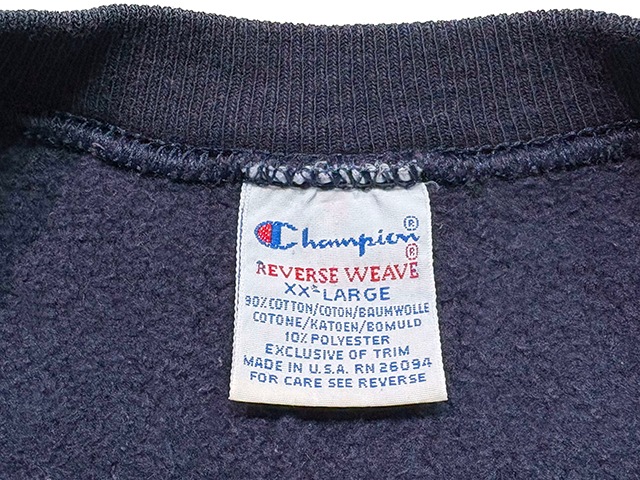 Champion®
REVERSE WEAVE®
XX-LARGE
90% COTTON/COTON/BAUMWOLLE
COTONE/KATOEN/BOMULD
10% POLYESTER
EXCLUSIVE OF TRIM
MADE IN U.S.A. RN 26094
FOR CARE SEE REVERSE